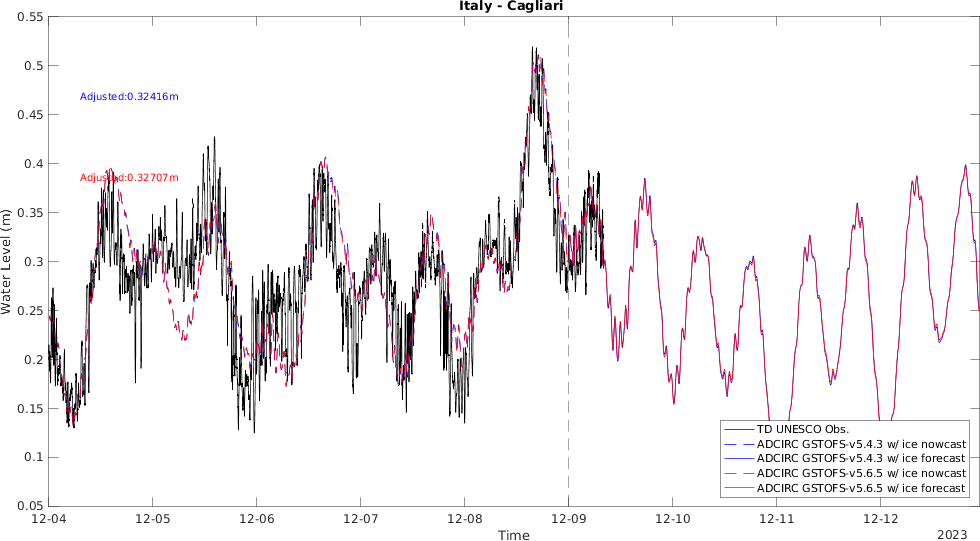 Italy - Cagliari
0.55
0.5
0.45
0.4
0.35
0.3
0.25
0.2
0.15
0.1
0.05
Water Level (m)
Adjusted:0.32416m
Adjusted:0.32707m
TD UNESCO Obs.
ADCIRC GSTOFS-v5.4.3 w/ ice nowcast
ADCIRC GSTOFS-v5.4.3 w/ ice forecast
ADCIRC GSTOFS-v5.6.5 w/ ice nowcast
ADCIRC GSTOFS-v5.6.5 w/ ice forecast
12-04 12-05 12-06 12-07 12-08 12-09 12-10 12-11 12-12
Time
2023